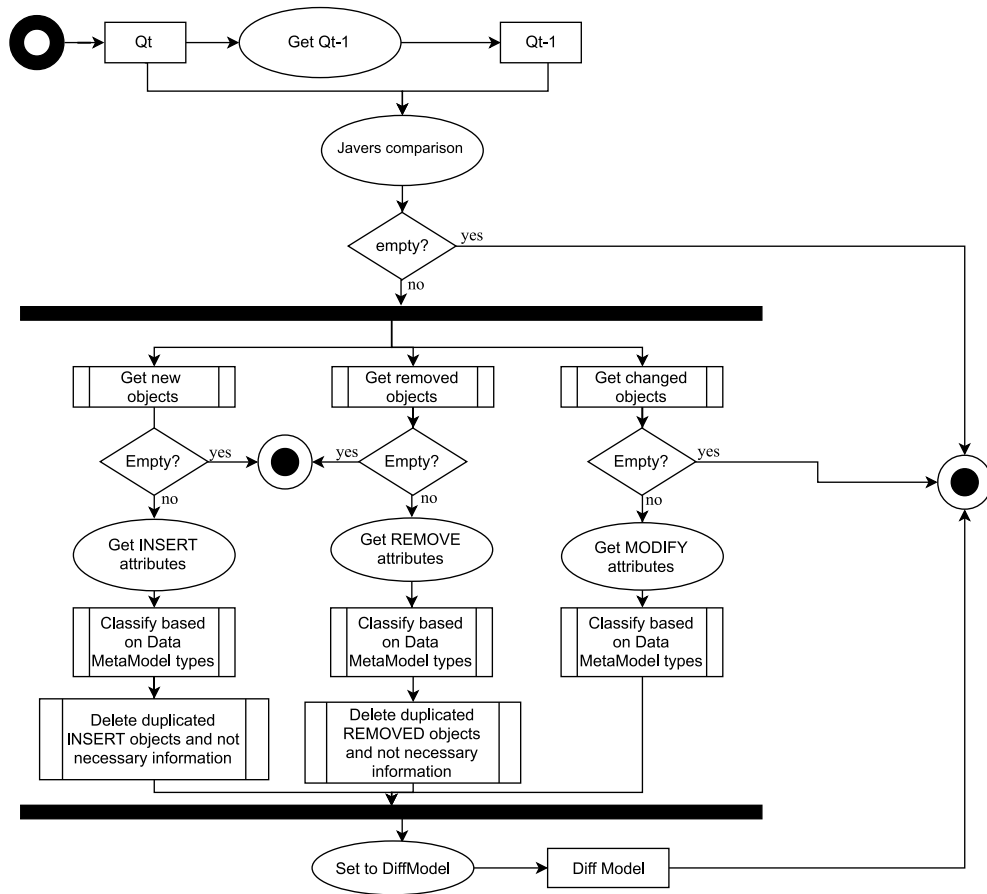 Qt
Get Qt-1
Qt-1
Javers comparison
empty?
yes
no
Get new
objects
Get removed
objects
Get changed
objects
Empty?
yes
yes
Empty?
Empty?
yes
no
no
no
Get INSERT
attributes
Get REMOVE
attributes
Get MODIFY
attributes
Classify based
on Data
MetaModel types
Classify based
on Data
MetaModel types
Classify based
on Data
MetaModel types
Delete duplicated
INSERT objects and not
necessary information
Delete duplicated
REMOVED objects
and not necessary
information
Set to DiffModel
Diff Model